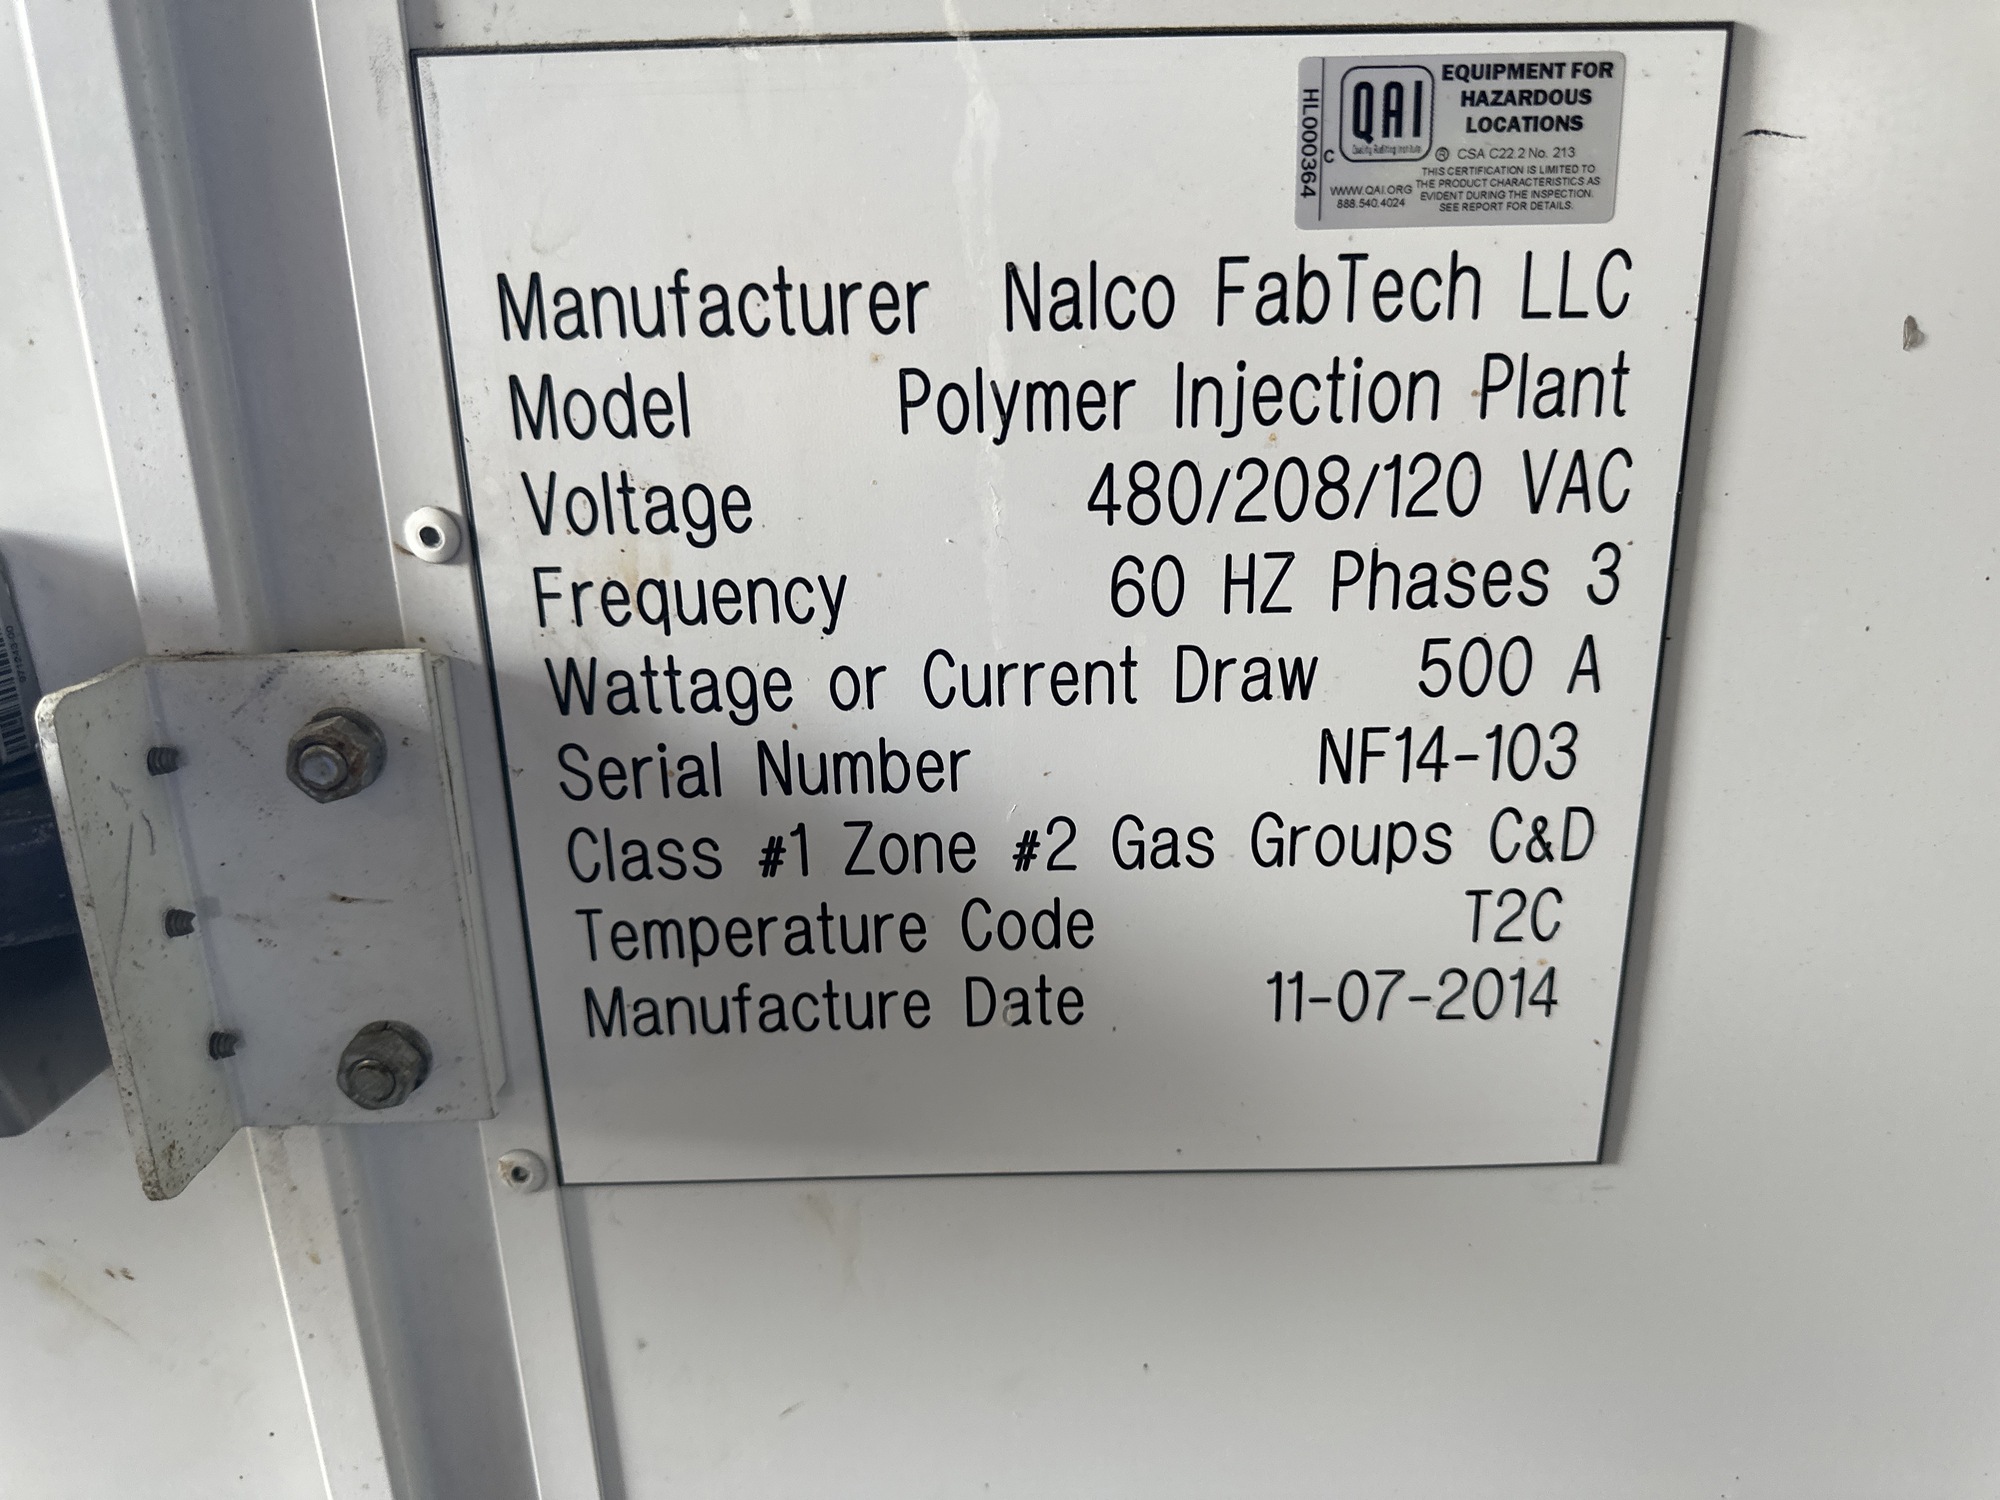 HL000364
C
QAI
Quality Auditing Institute
EQUIPMENT FOR
HAZARDOUS
LOCATIONS
® CSA C22.2 No. 213
THIS CERTIFICATION IS LIMITED TO
THE PRODUCT CHARACTERISTICS AS
EVIDENT DURING THE INSPECTION.
SEE REPORT FOR DETAILS.
WWW.QAI.ORG
888.540.4024
Manufacturer Nalco FabTech LLC
Model Polymer Injection Plant
Voltage 480/208/120 VAC
Frequency 60 HZ Phases 3
Wattage or Current Draw 500 A
Serial Number NF14-103
Class #1 Zone #2 Gas Groups C&D
Temperature Code T2C
Manufacture Date 11-07-2014